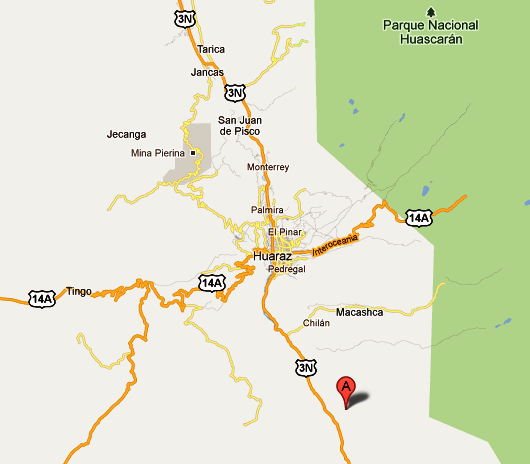 3N
Parque Nacional
Huascarán
Tarica
Jancas
3N
San Juan
de Pisco
Jecanga
Mina Pierina
Monterrey
Palmira
14A
El Pinar
Interoceania
Huaraz
Pedregal
14A
Tingo
14A
Macashca
Chilán
3N
A